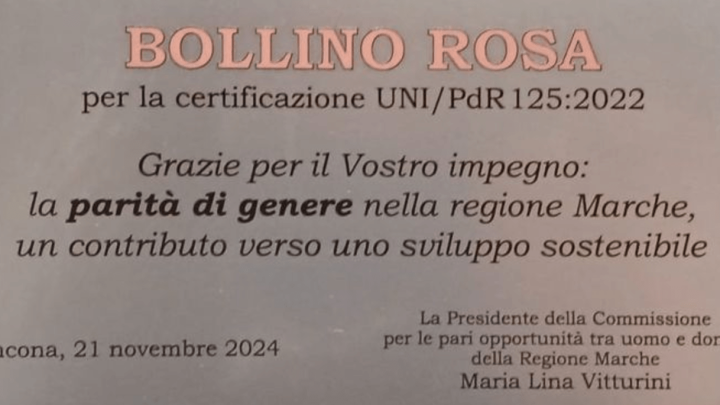 BOLLINO ROSA
per la certificazione UNI/PdR 125:2022
Grazie per il Vostro impegno:
la parità di genere nella regione Marche,
un contributo verso uno sviluppo sostenibile
21 novembre 2024
La Presidente della Commissione
per le pari opportunità tra uomo e
della Regione Marche
Maria Lina Vitturini